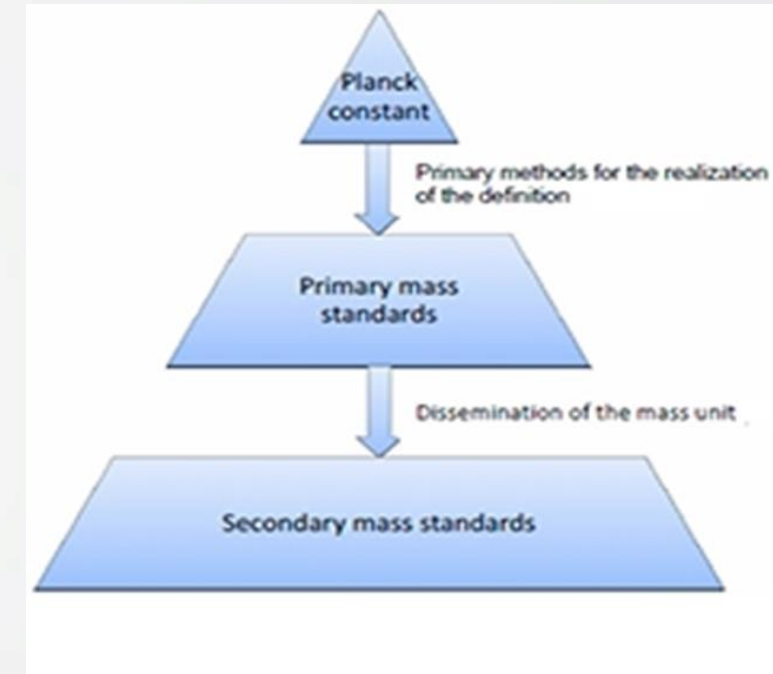 Planck
constant
Primary methods for the realization
of the definition
Primary mass
standards
Dissemination of the mass unit
Secondary mass standards